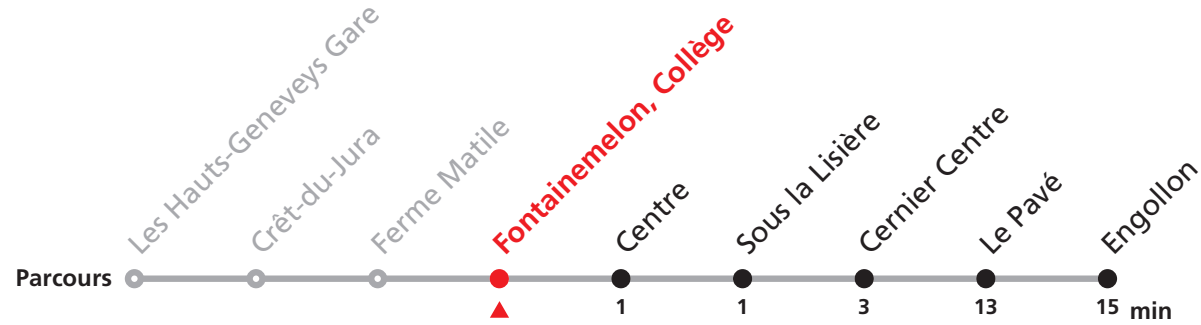 Les Hauts-Geneveys Gare
Crêt-du-Jura
Ferme Matile
Fontainemelon, Collège
Centre
Sous la Lisière
Cernier Centre
Le Pavé
Engollon
Parcours
1 1 3 13 15 min